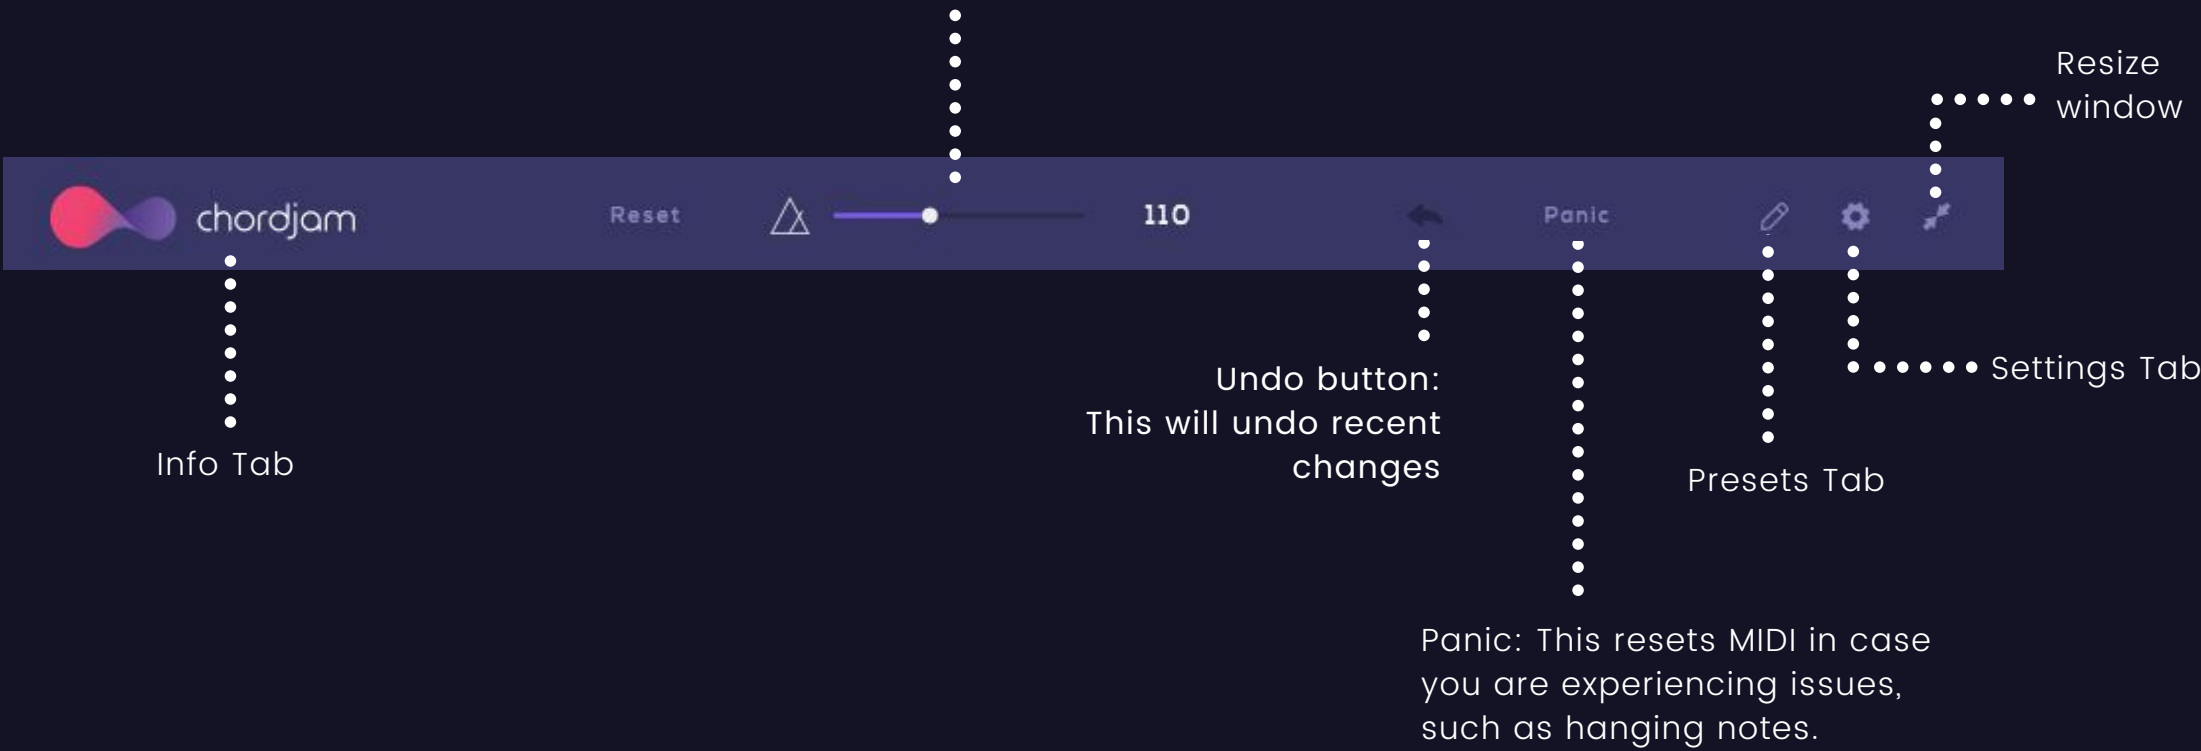 Resize
window
chordjam
Reset
110
Panic
Undo button:
This will undo recent
changes
Settings Tab
Info Tab
Presets Tab
Panic: This resets MIDI in case
you are experiencing issues,
such as hanging notes.